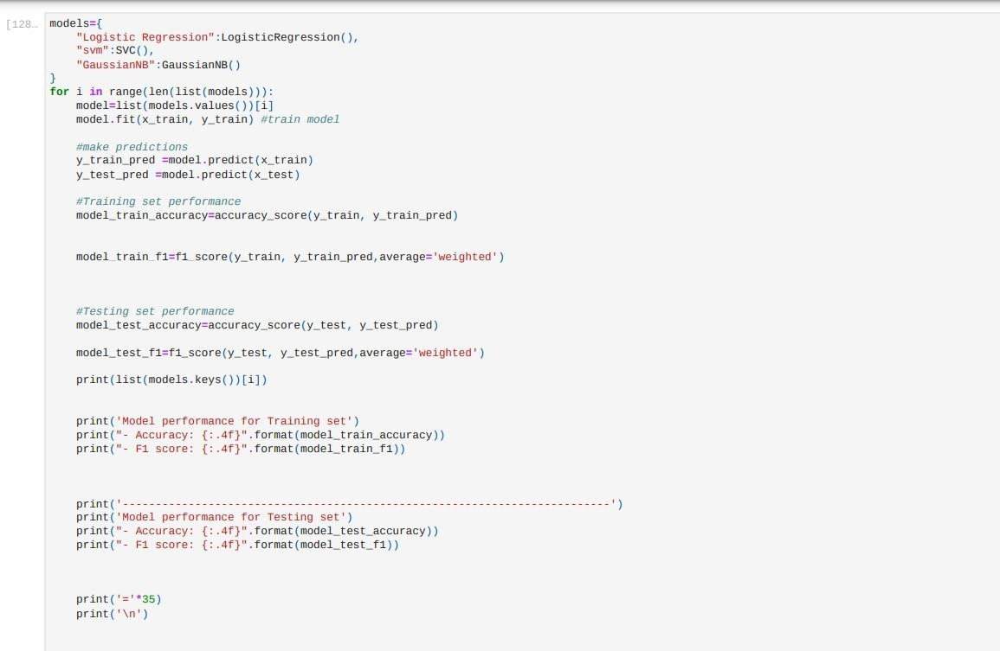 [128…
models={
    "Logistic Regression":LogisticRegression(),
    "svm":SVC(),
    "GaussianNB":GaussianNB()
}
for i in range(len(list(models))):
    model=list(models.values())[i]
    model.fit(x_train, y_train) #train model
    #make predictions
    y_train_pred =model.predict(x_train)
    y_test_pred =model.predict(x_test)
    #Training set performance
    model_train_accuracy=accuracy_score(y_train, y_train_pred)
    model_train_f1=f1_score(y_train, y_train_pred,average='weighted')
    #Testing set performance
    model_test_accuracy=accuracy_score(y_test, y_test_pred)
    model_test_f1=f1_score(y_test, y_test_pred,average='weighted')
    print(list(models.keys())[i])
    print('Model performance for Training set')
    print("- Accuracy: {:.4f}".format(model_train_accuracy))
    print("- F1 score: {:.4f}".format(model_train_f1))
    print('--------------------------------------------------------------------------')
    print('Model performance for Testing set')
    print("- Accuracy: {:.4f}".format(model_test_accuracy))
    print("- F1 score: {:.4f}".format(model_test_f1))
    print('='*35)
    print('\n')